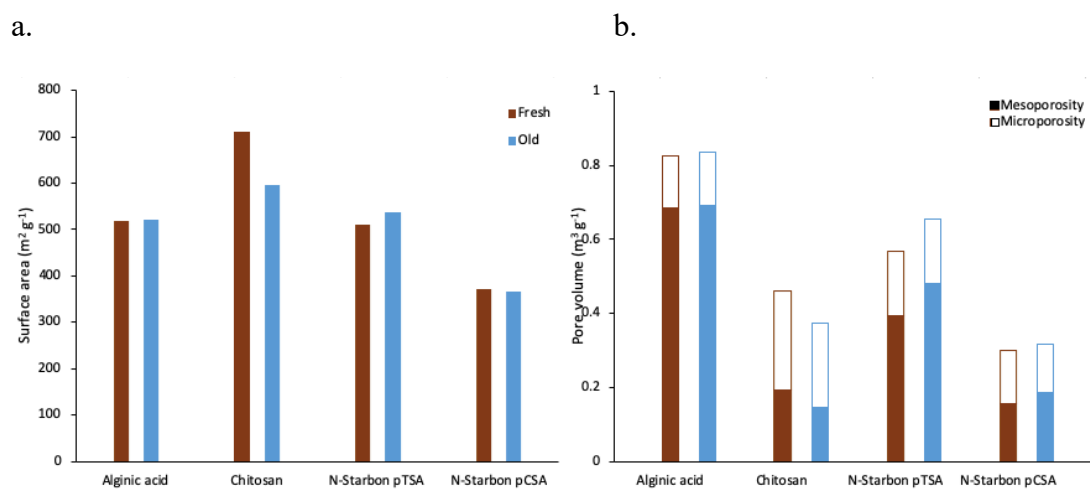 a.
b.
Surface area (m² g⁻¹)
800
700
600
500
400
300
200
100
0
Fresh
Old
Alginic acid
Chitosan
N-Starbon pTSA
N-Starbon pCSA
Pore volume (m³ g⁻¹)
1
0.8
0.6
0.4
0.2
0
Mesoporosity
Microporosity
Alginic acid
Chitosan
N-Starbon pTSA
N-Starbon pCSA